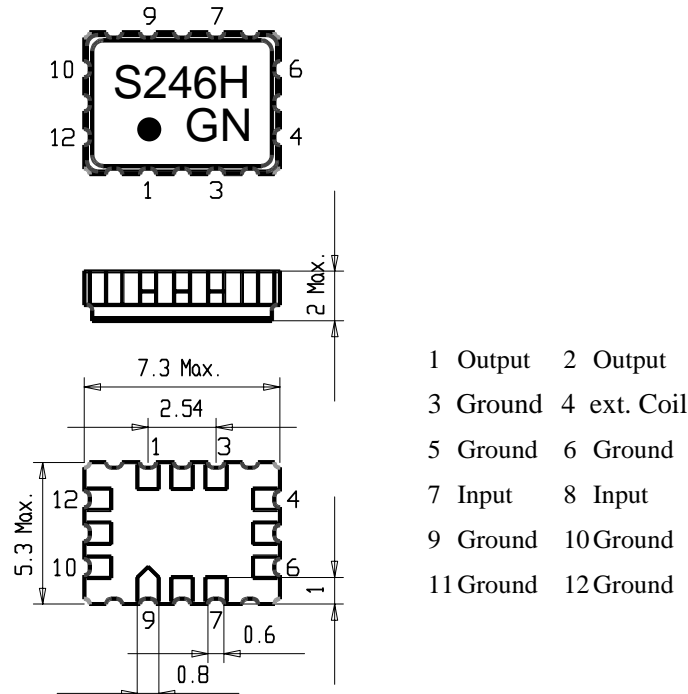 9 7
10 S246H 6
12 GN 4
1 3
2 Max.
7.3 Max.
2.54
1 3
12 4
5.3 Max.
10 6
9 7 1
0.6
0.8
1 Output 2 Output
3 Ground 4 ext. Coil
5 Ground 6 Ground
7 Input 8 Input
9 Ground 10 Ground
11 Ground 12 Ground